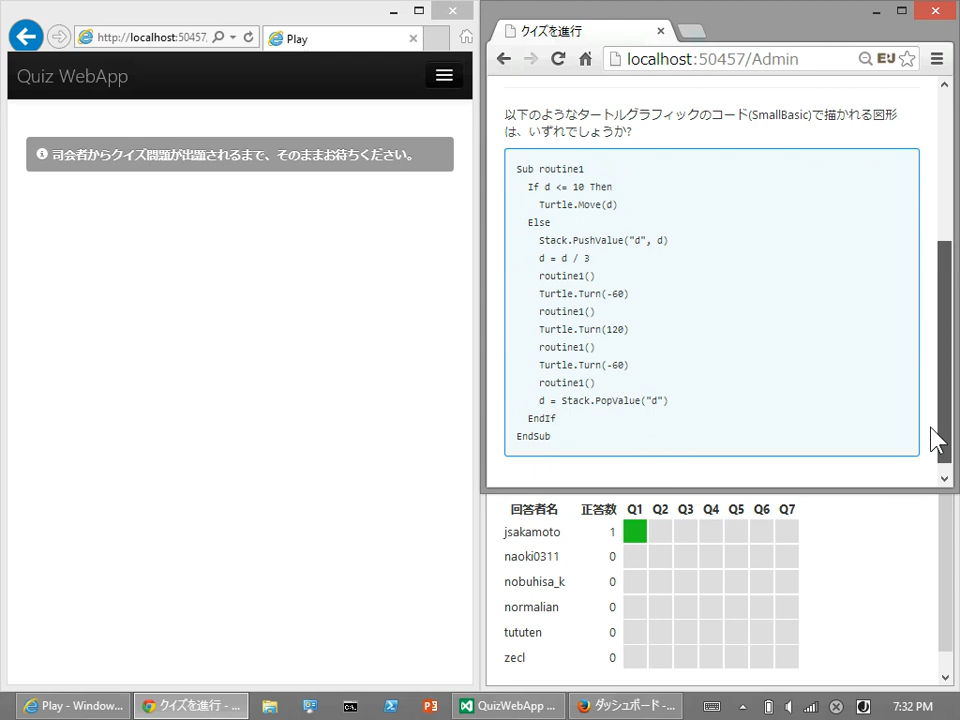 http://localhost:50457,
Play
Quiz WebApp
司会者からクイズ問題が出題されるまで、そのままお待ちください。
クイズを進行
localhost:50457/Admin
EU
以下のようなタートルグラフィックのコード(SmallBasic)で描かれる図形
は、いずれでしょうか?
Sub routine1
If d <= 10 Then
Turtle.Move(d)
Else
Stack.PushValue("d", d)
d = d / 3
routine1()
Turtle.Turn(-60)
routine1()
Turtle.Turn(120)
routine1()
Turtle.Turn(-60)
routine1()
d = Stack.PopValue("d")
EndIf
EndSub
回答者名 正答数 Q1 Q2 Q3 Q4 Q5 Q6 Q7
jsakamoto 1
naoki0311 0
nobuhisa_k 0
normalian 0
tututen 0
zecl 0
Play - Window... クイズを進行 - ... QuizWebApp ... ダッシュボード - ... 7:32 PM